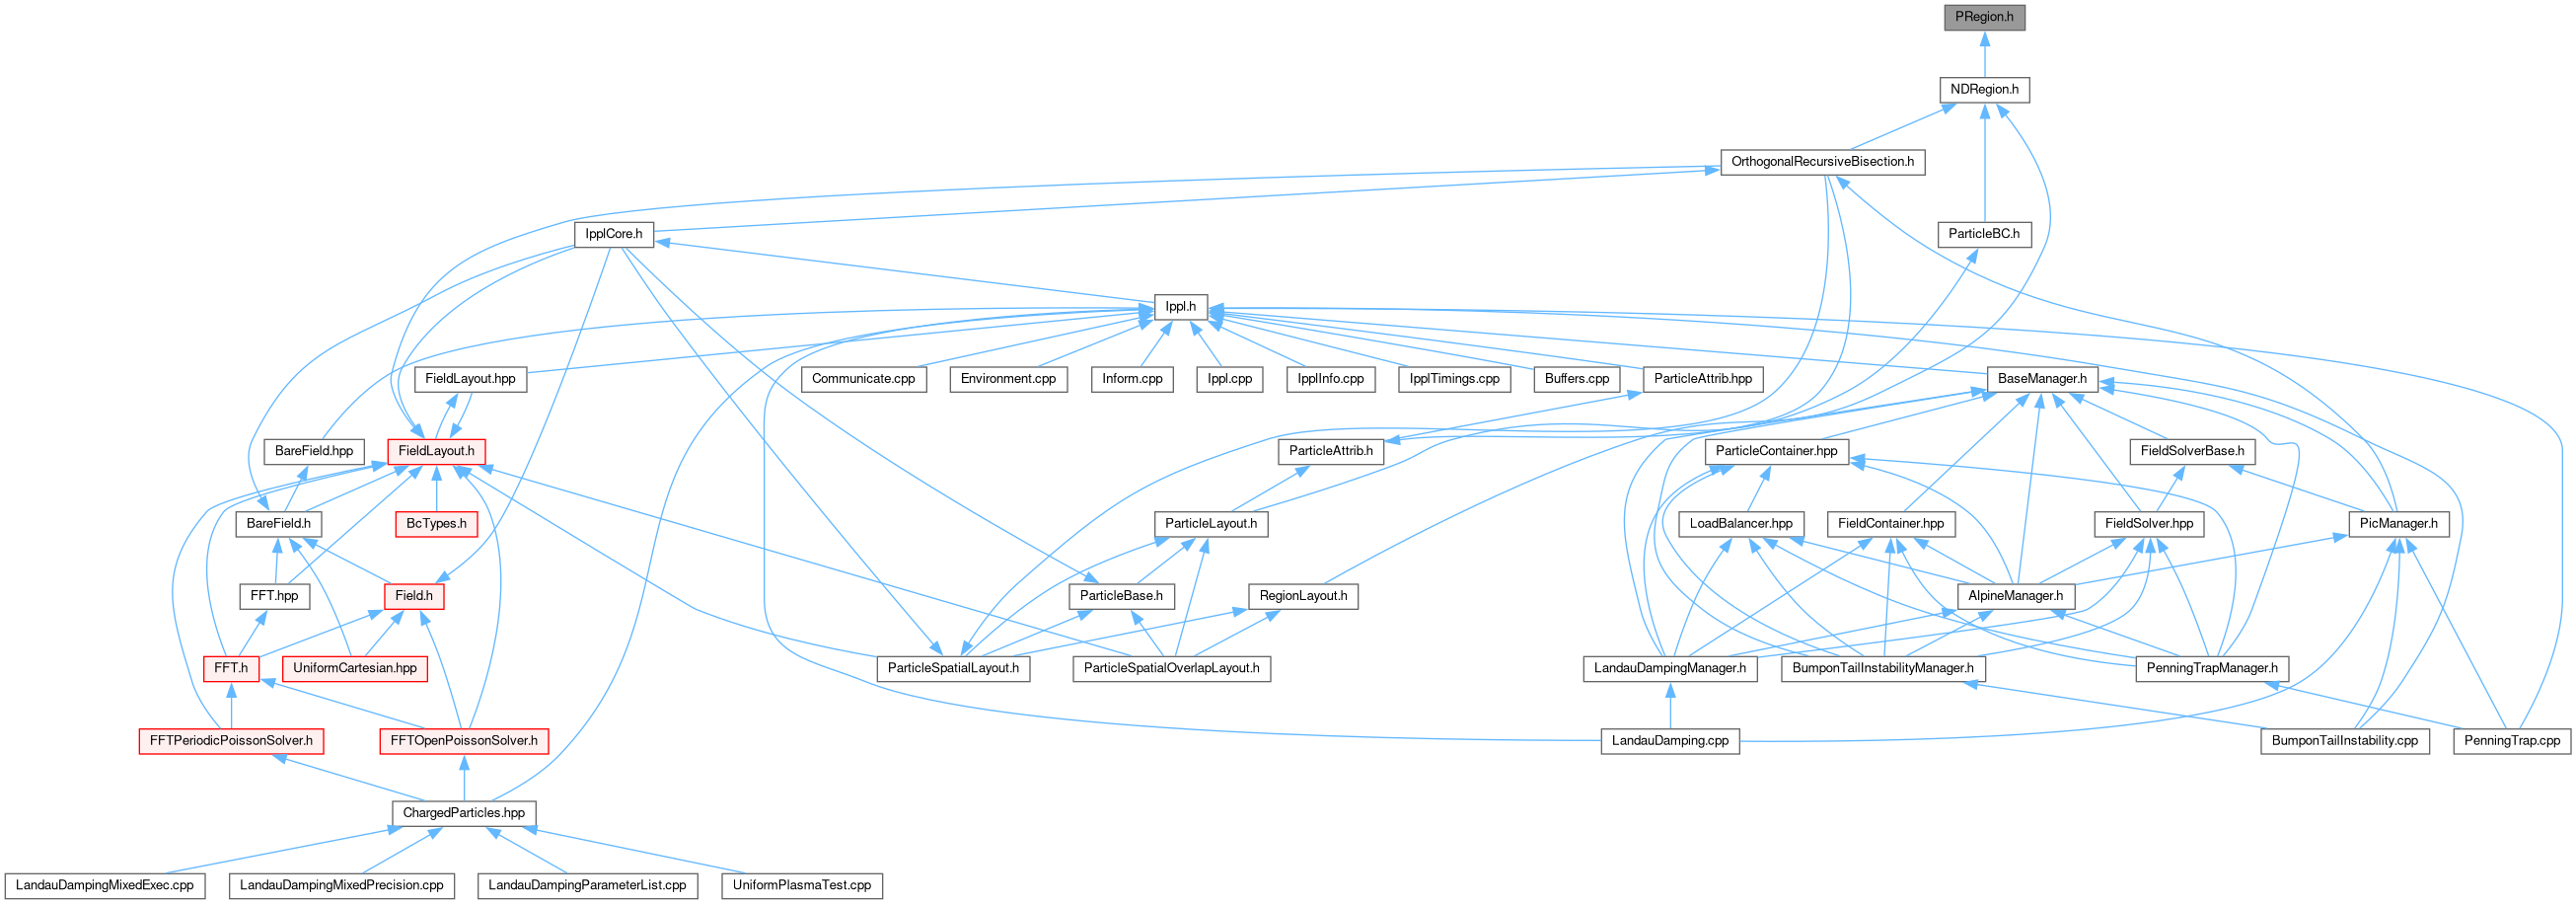 PRegion.h
NDRegion.h
OrthogonalRecursiveBisection.h
IpplCore.h
ParticleBC.h
Ippl.h
FieldLayout.hpp
Communicate.cpp
Environment.cpp
Inform.cpp
Ippl.cpp
IpplInfo.cpp
IpplTimings.cpp
Buffers.cpp
ParticleAttrib.hpp
BaseManager.h
BareField.hpp
FieldLayout.h
ParticleAttrib.h
ParticleContainer.hpp
FieldSolverBase.h
BareField.h
BcTypes.h
ParticleLayout.h
LoadBalancer.hpp
FieldContainer.hpp
FieldSolver.hpp
PicManager.h
FFT.hpp
Field.h
ParticleBase.h
RegionLayout.h
AlpineManager.h
FFT.h
UniformCartesian.hpp
ParticleSpatialLayout.h
ParticleSpatialOverlapLayout.h
LandauDampingManager.h
BumponTailInstabilityManager.h
PenningTrapManager.h
FFTPeriodicPoissonSolver.h
FFTOpenPoissonSolver.h
LandauDamping.cpp
BumponTailInstability.cpp
PenningTrap.cpp
ChargedParticles.hpp
LandauDampingMixedExec.cpp
LandauDampingMixedPrecision.cpp
LandauDampingParameterList.cpp
UniformPlasmaTest.cpp